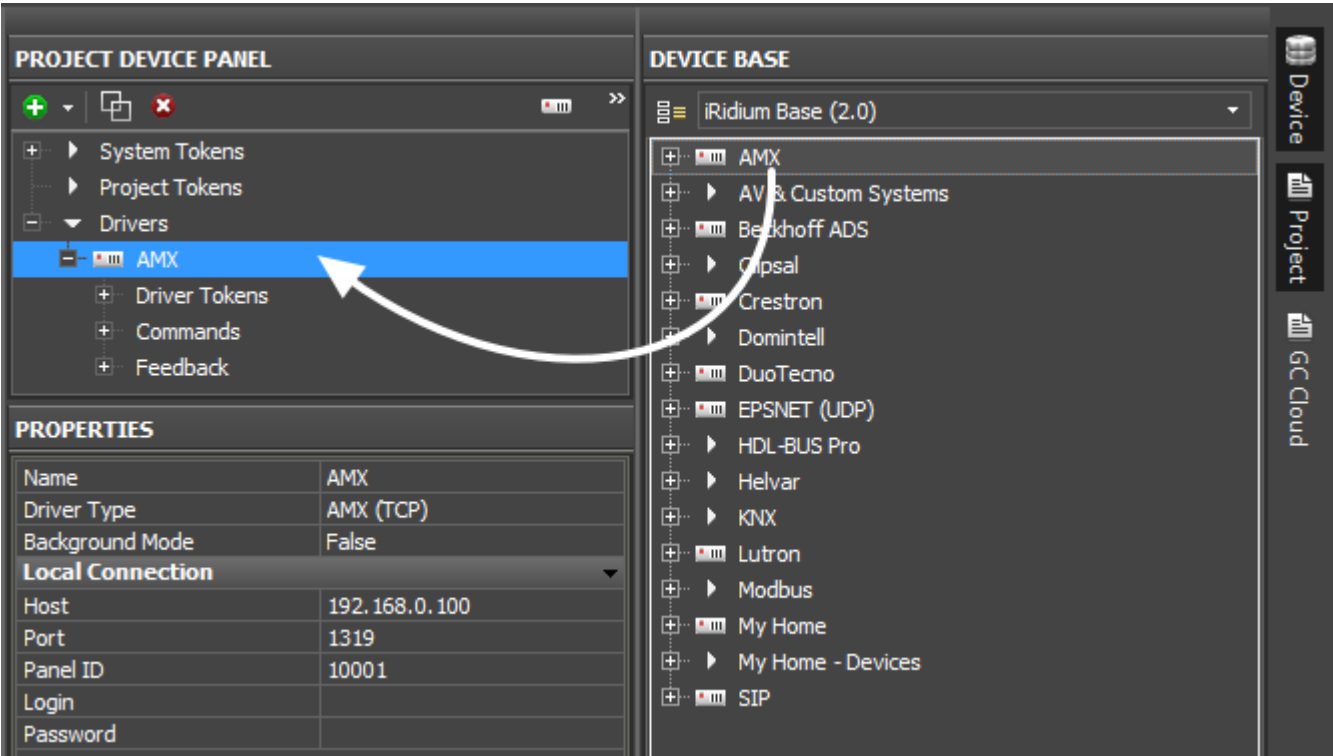 PROJECT DEVICE PANEL
System Tokens
Project Tokens
Drivers
AMX
Driver Tokens
Commands
Feedback
PROPERTIES
Name AMX
Driver Type AMX (TCP)
Background Mode False
Local Connection
Host 192.168.0.100
Port 1319
Panel ID 10001
Login
Password
DEVICE BASE
iRidium Base (2.0)
AMX
AV & Custom Systems
Beckhoff ADS
Clipsal
Crestron
Domintell
DuoTecno
EPSNET (UDP)
HDL-BUS Pro
Helvar
KNX
Lutron
Modbus
My Home
My Home - Devices
SIP
Device
Project
GC Cloud